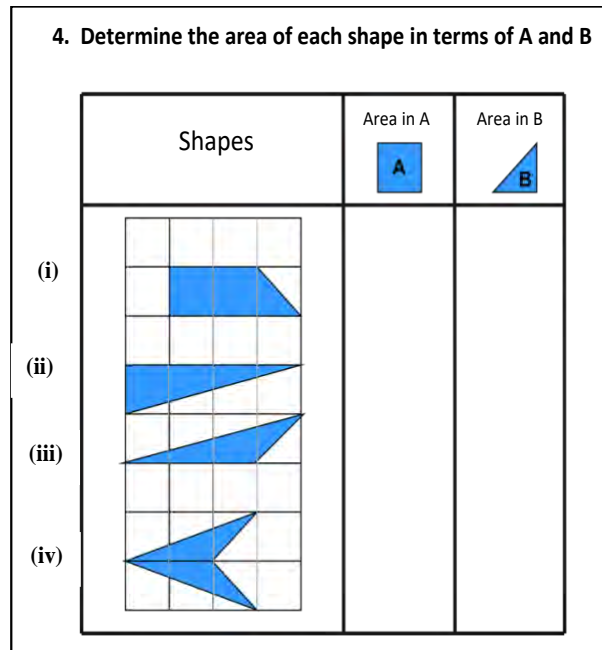 4. Determine the area of each shape in terms of A and B
Shapes
Area in A
Area in B
A
B
(i)
(ii)
(iii)
(iv)